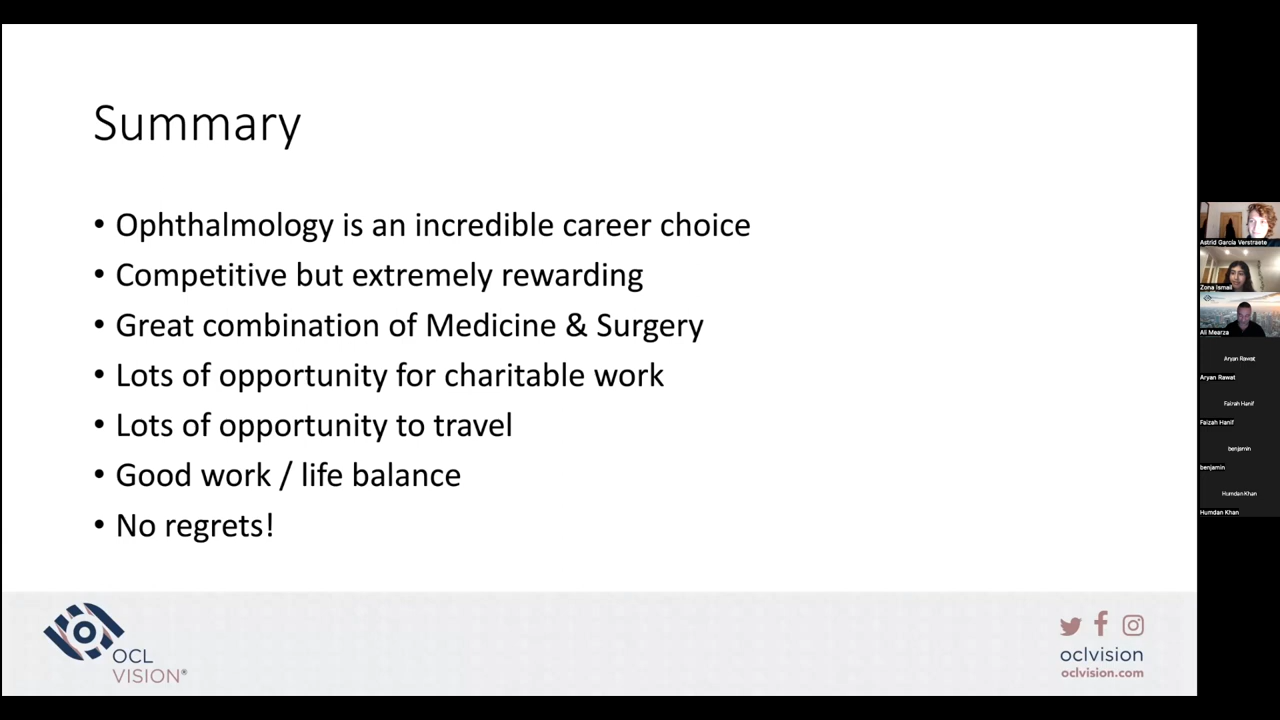 Summary
• Ophthalmology is an incredible career choice
• Competitive but extremely rewarding
• Great combination of Medicine & Surgery
• Lots of opportunity for charitable work
• Lots of opportunity to travel
• Good work / life balance
• No regrets!
OCL
VISION®
oclvision
oclvision.com
Astrid García Verstraete
Zona Ismail
Ali Mearza
Aryan Rawat
Aryan Rawat
Faizah Hanif
Faizah Hanif
benjamin
benjamin
Humdan Khan
Humdan Khan